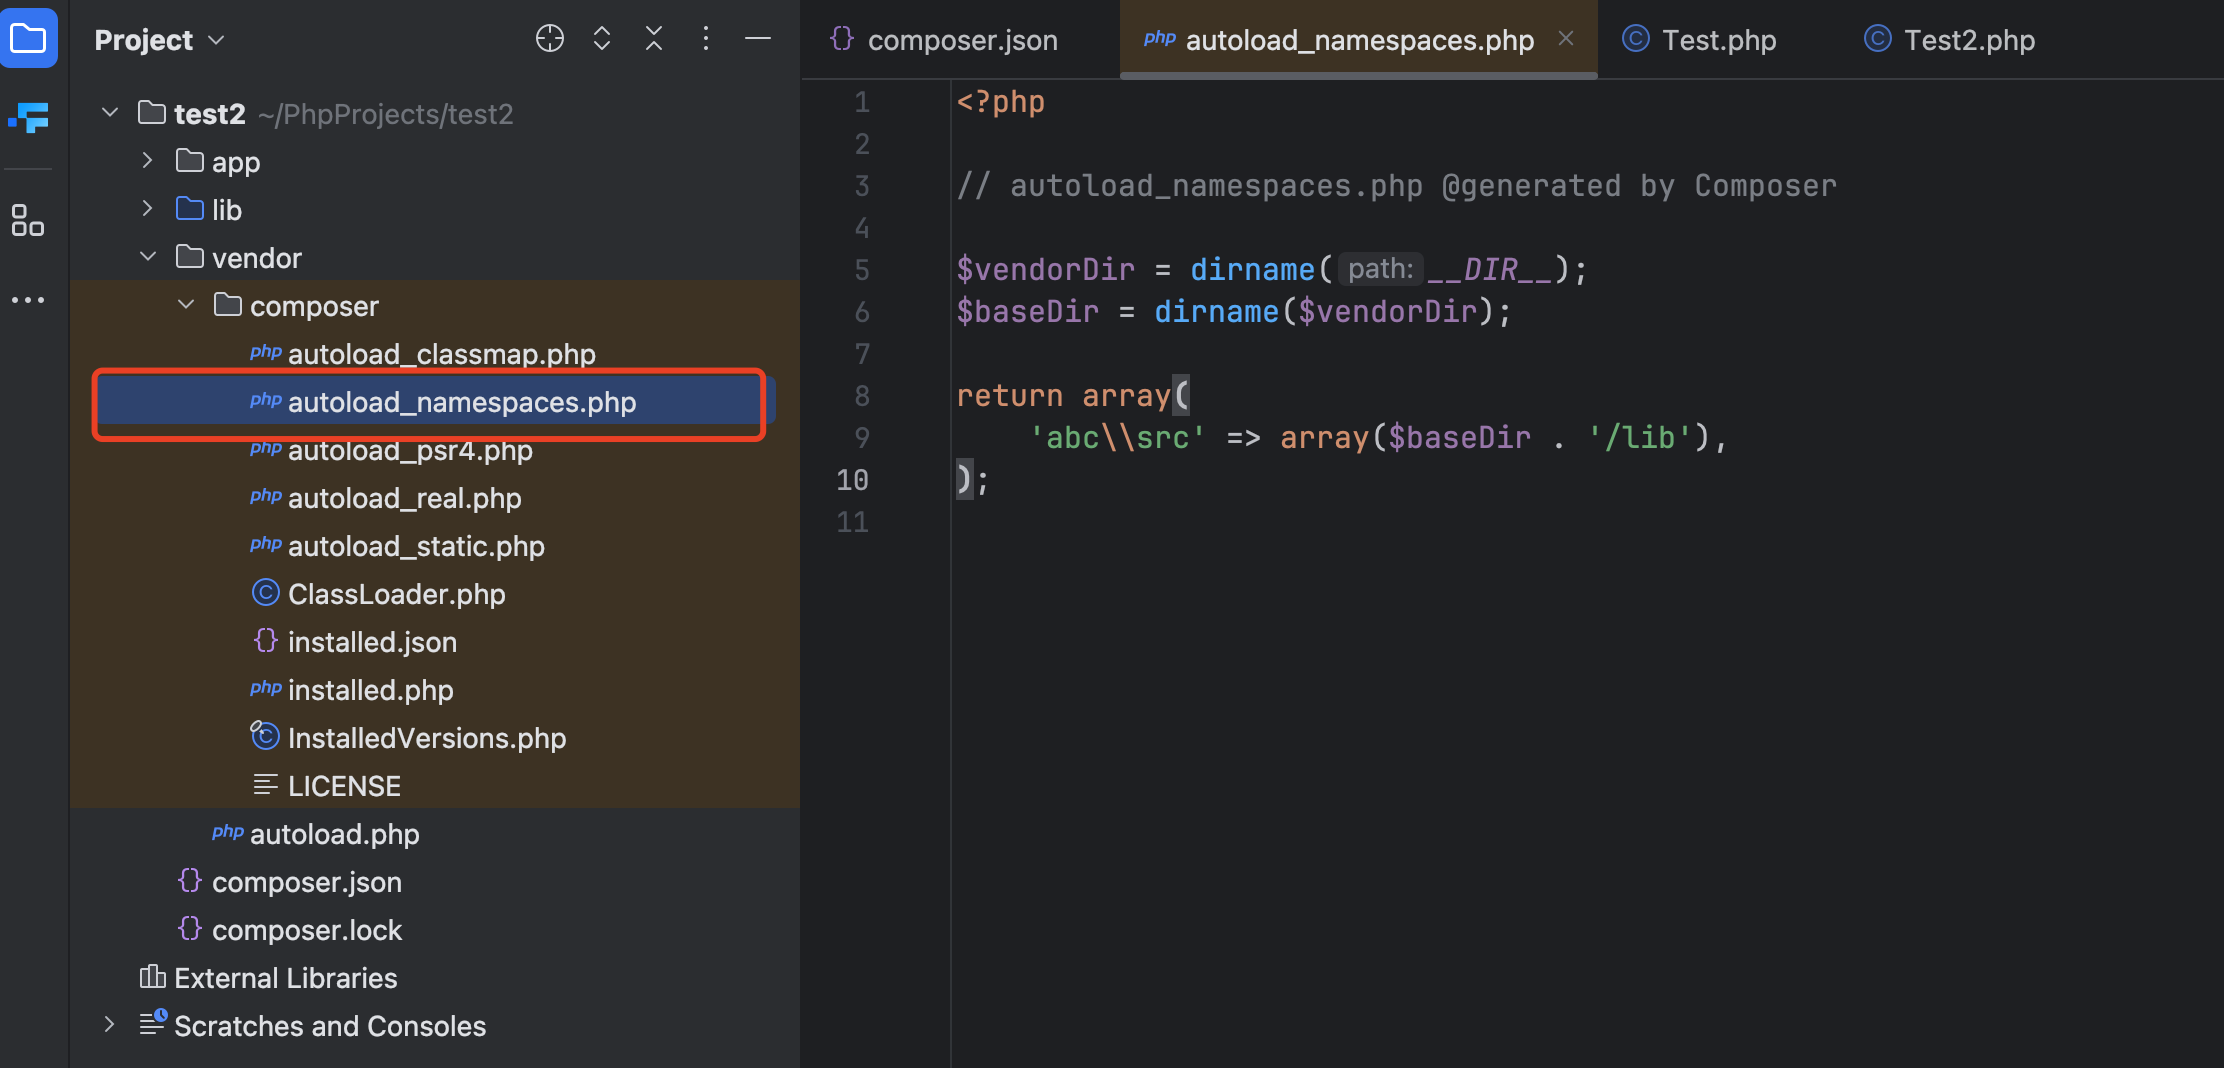 Project
test2 ~/PhpProjects/test2
app
lib
vendor
composer
php autoload_classmap.php
php autoload_namespaces.php
php autoload_psr4.php
php autoload_real.php
php autoload_static.php
C ClassLoader.php
{} installed.json
php installed.php
C InstalledVersions.php
LICENSE
php autoload.php
{} composer.json
{} composer.lock
External Libraries
Scratches and Consoles
{} composer.json
php autoload_namespaces.php
C Test.php
C Test2.php
1 <?php
2
3 // autoload_namespaces.php @generated by Composer
4
5 $vendorDir = dirname( path: __DIR__);
6 $baseDir = dirname($vendorDir);
7
8 return array(
9 'abc\\src' => array($baseDir . '/lib'),
10 );
11